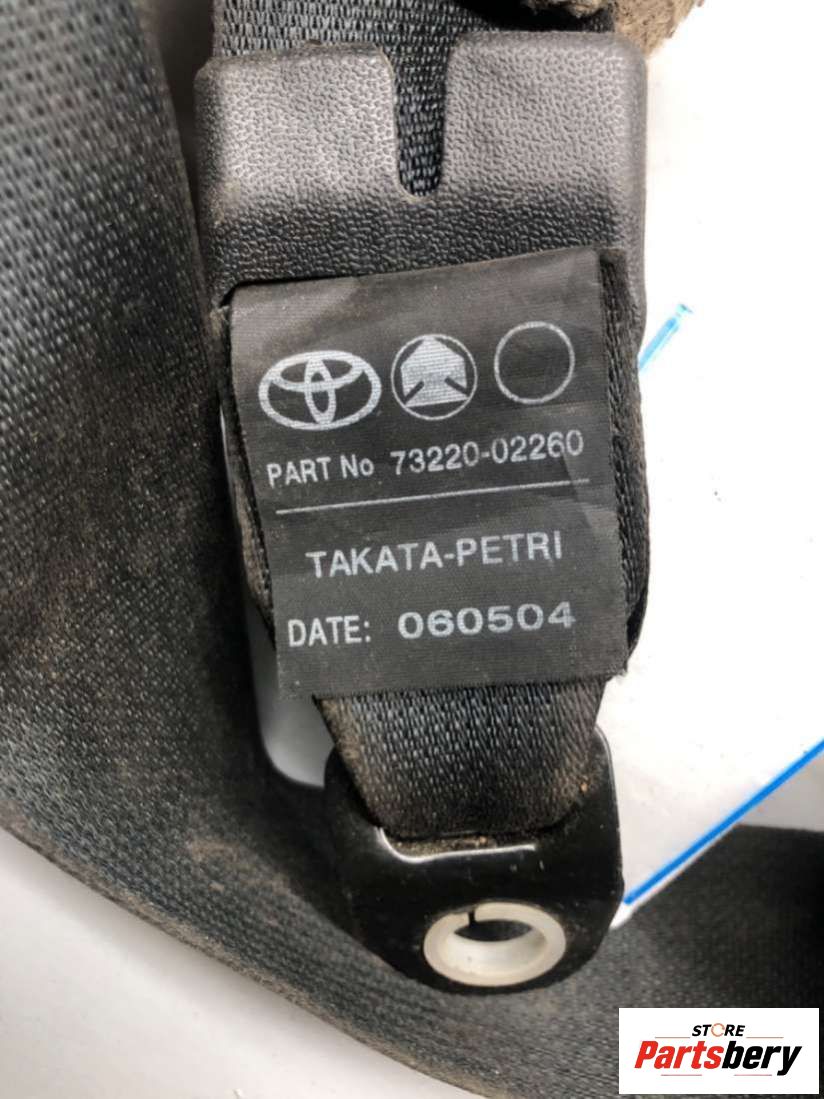 PART No 73220-02260
TAKATA-PETRI
DATE: 060504
STORE
Partsbery